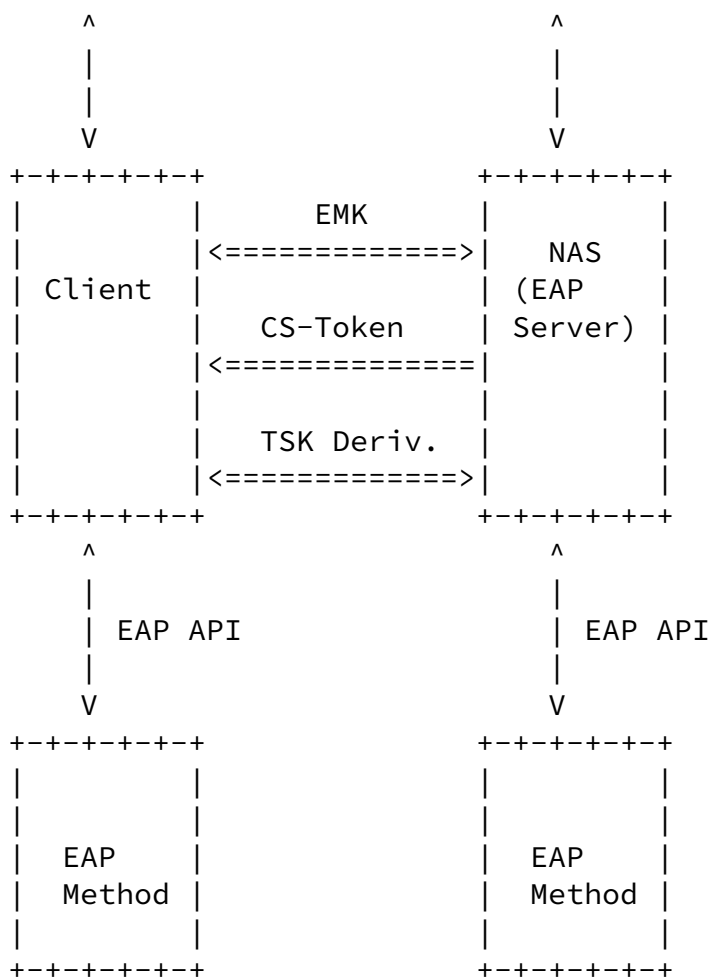 ^                              ^
|                              |
|                              |
V                              V
+-+-+-+-+-+                  +-+-+-+-+-+
|         |       EMK        |         |
|         |<=============>|   NAS   |
| Client  |                  | (EAP    |
|         |   CS-Token       | Server) |
|         |<==============|         |
|         |                  |         |
|         |   TSK Deriv.     |         |
|         |<=============>|         |
+-+-+-+-+-+                  +-+-+-+-+-+
^                              ^
|                              |
| EAP API                      | EAP API
|                              |
V                              V
+-+-+-+-+-+                  +-+-+-+-+-+
|         |                  |         |
|         |                  |         |
|  EAP    |                  |  EAP    |
|  Method |                  |  Method |
|         |                  |         |
+-+-+-+-+-+                  +-+-+-+-+-+